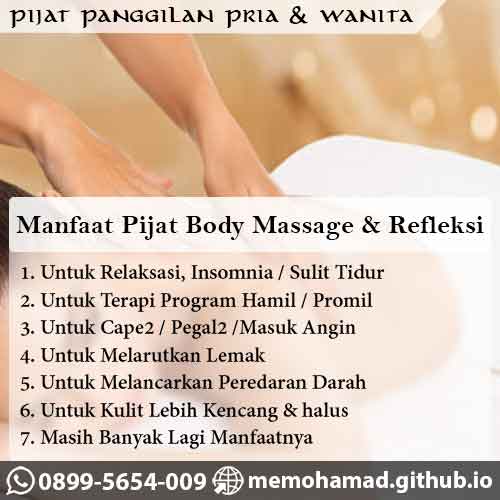 Pijat Panggilan Pria & Wanita
Manfaat Pijat Body Massage & Refleksi
1. Untuk Relaksasi, Insomnia / Sulit Tidur
2. Untuk Terapi Program Hamil / Promil
3. Untuk Cape2 / Pegal2 /Masuk Angin
4. Untuk Melarutkan Lemak
5. Untuk Melancarkan Peredaran Darah
6. Untuk Kulit Lebih Kencang & halus
7. Masih Banyak Lagi Manfaatnya
0899-5654-009 memohamad.github.io